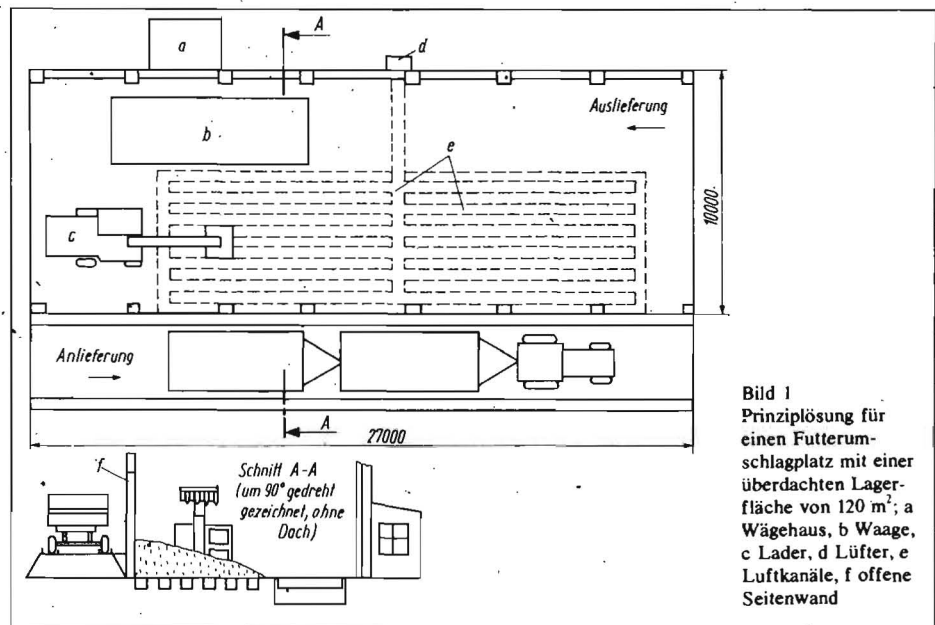 a
A
d
Auslieferung
b
e
c
10000
Anlieferung
A
27000
f
Schnitt A-A
(um 90° gedreht
gezeichnet, ohne
Dach)
Bild 1
Prinziplösung für
einen Futterum-
schlagplatz mit einer
überdachten Lager-
fläche von 120 m²; a
Wägehaus, b Waage,
c Lader, d Lüfter, e
Luftkanäle, f offene
Seitenwand